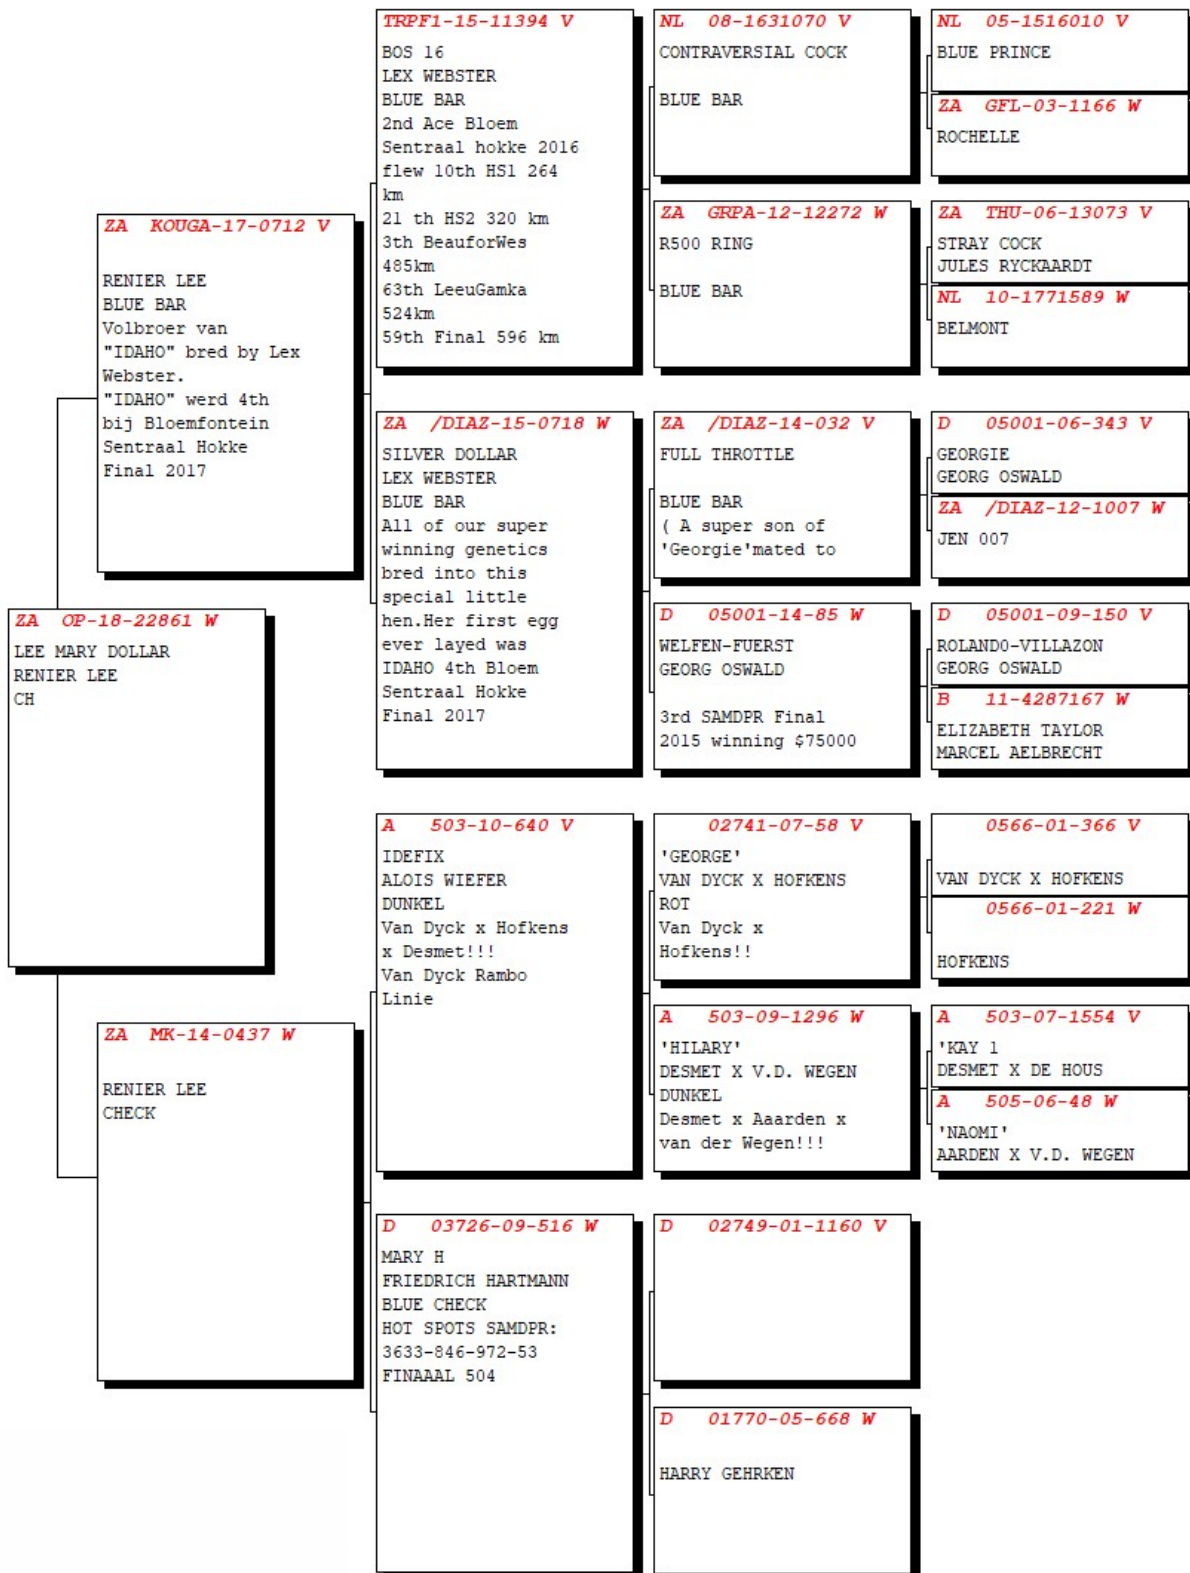 ZA OP-18-22861 W
LEE MARY DOLLAR
RENIER LEE
CH
ZA KOUGA-17-0712 V
RENIER LEE
BLUE BAR
Volbroer van
"IDAHO" bred by Lex
Webster.
"IDAHO" werd 4th
bij Bloemfontein
Sentraal Hokke
Final 2017
ZA MK-14-0437 W
RENIER LEE
CHECK
TRPF1-15-11394 V
BOS 16
LEX WEBSTER
BLUE BAR
2nd Ace Bloem
Sentraal hokke 2016
flew 10th HS1 264
km
21 th HS2 320 km
3th BeauforWes
485km
63th LeeuGamka
524km
59th Final 596 km
ZA /DIAZ-15-0718 W
SILVER DOLLAR
LEX WEBSTER
BLUE BAR
All of our super
winning genetics
bred into this
special little
hen.Her first egg
ever layed was
IDAHO 4th Bloem
Sentraal Hokke
Final 2017
A 503-10-640 V
IDEFIX
ALOIS WIEFER
DUNKEL
Van Dyck x Hofkens
x Desmet!!!
Van Dyck Rambo
Linie
D 03726-09-516 W
MARY H
FRIEDRICH HARTMANN
BLUE CHECK
HOT SPOTS SAMDPR:
3633-846-972-53
FINAAAL 504
NL 08-1631070 V
CONTRAVERSIAL COCK
BLUE BAR
ZA GRPA-12-12272 W
R500 RING
BLUE BAR
ZA /DIAZ-14-032 V
FULL THROTTLE
BLUE BAR
( A super son of
'Georgie'mated to
D 05001-14-85 W
WELFEN-FUERST
GEORG OSWALD
3rd SAMDPR Final
2015 winning $75000
02741-07-58 V
'GEORGE'
VAN DYCK X HOFKENS
ROT
Van Dyck x
Hofkens!!
A 503-09-1296 W
'HILARY'
DESMET X V.D. WEGEN
DUNKEL
Desmet x Aaarden x
van der Wegen!!!
D 02749-01-1160 V
D 01770-05-668 W
HARRY GEHRKEN
NL 05-1516010 V
BLUE PRINCE
ZA GFL-03-1166 W
ROCHELLE
ZA THU-06-13073 V
STRAY COCK
JULES RYCKAARDT
NL 10-1771589 W
BELMONT
D 05001-06-343 V
GEORGIE
GEORG OSWALD
ZA /DIAZ-12-1007 W
JEN 007
D 05001-09-150 V
ROLANDO-VILLAZON
GEORG OSWALD
B 11-4287167 W
ELIZABETH TAYLOR
MARCEL AELBRECHT
0566-01-366 V
VAN DYCK X HOFKENS
0566-01-221 W
HOFKENS
A 503-07-1554 V
'KAY 1
DESMET X DE HOUS
A 505-06-48 W
'NAOMI'
AARDEN X V.D. WEGEN